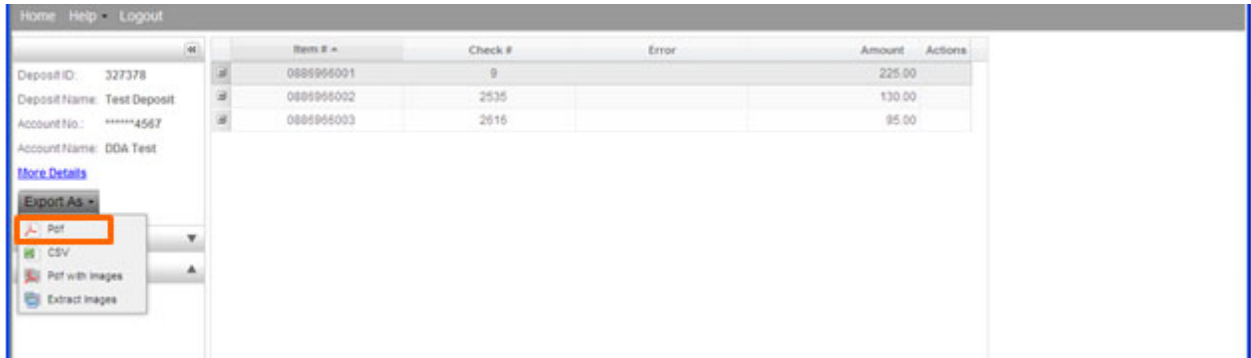 Home Help Logout
Item # Check # Error Amount Actions
Deposit ID: 327378
Deposit Name: Test Deposit
Account No.: ******4567
Account Name: DDA Test
More Details
Export As
Pdf
CSV
Pdf with images
Extract Images
0886966001 9 225.00
0886966002 2535 130.00
0886966003 2616 95.00